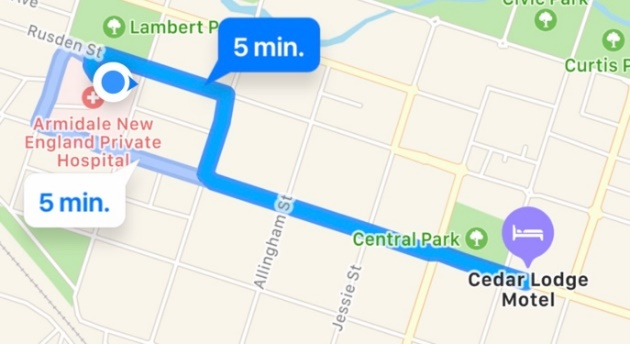 Civic Park
Lambert P
Rusden St
5 min.
Curtis P
Armidale New
England Private
Hospital
5 min.
Allingham St
Central Park
Jessie St
Cedar Lodge
Motel